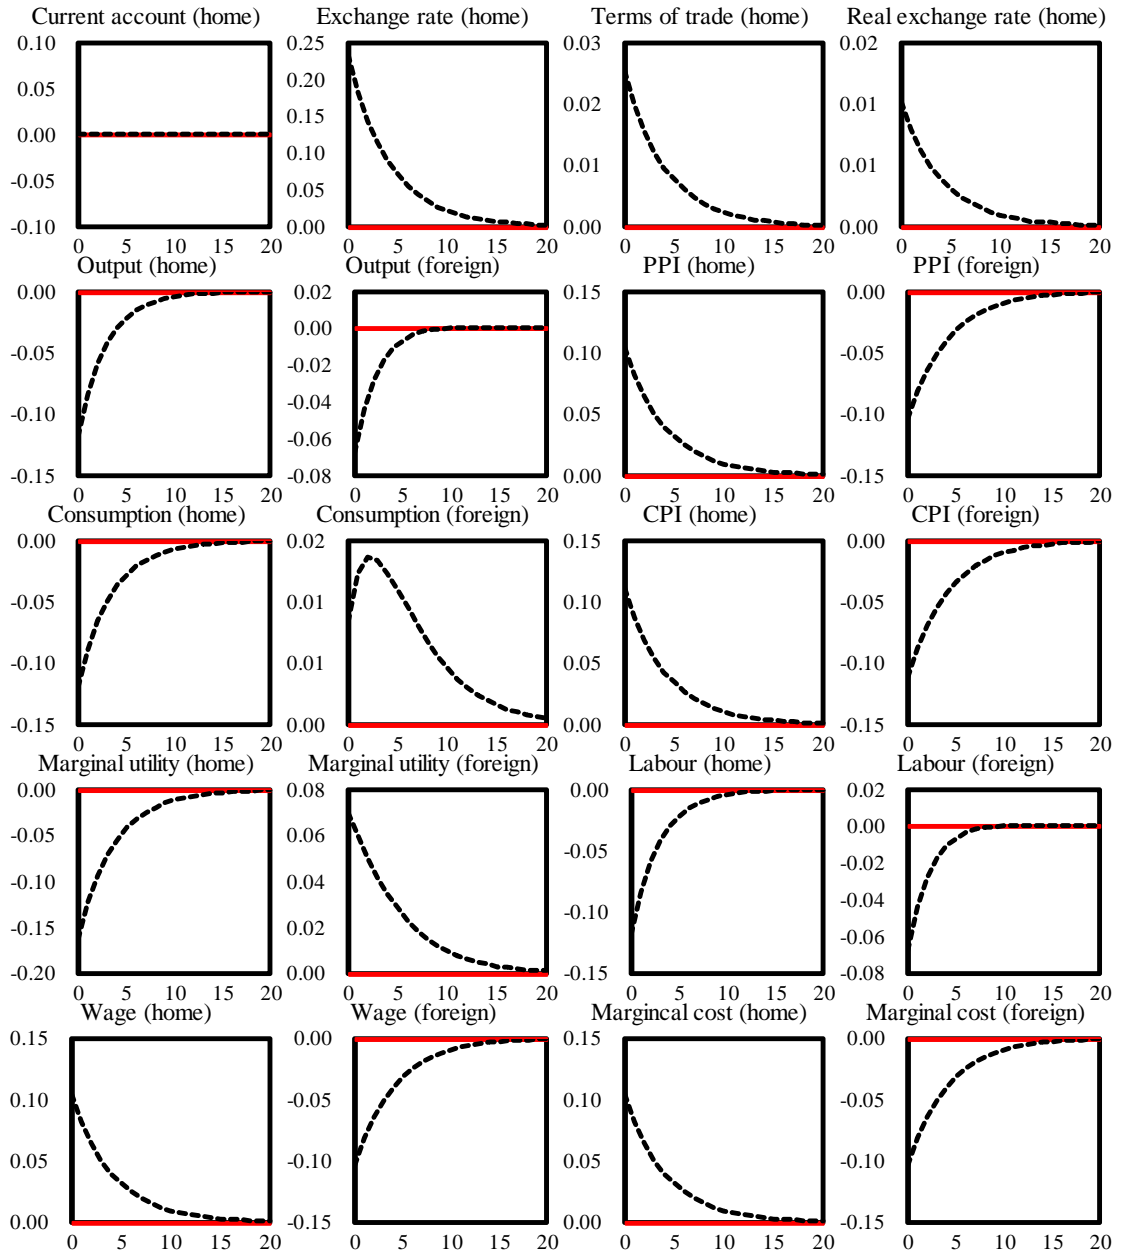 Current account (home) Exchange rate (home) Terms of trade (home) Real exchange rate (home)
0.10 0.25 0.03 0.02
0.05 0.20 0.02 0.01
0.00 0.15 0.01 0.01
-0.05 0.10 0.00 0.00
-0.10 0.05
0.00
0 5 10 15 20 0 5 10 15 20 0 5 10 15 20 0 5 10 15 20
Output (home) Output (foreign) PPI (home) PPI (foreign)
0.00 0.02 0.15 0.00
-0.05 0.00 0.10 -0.05
-0.10 -0.02 0.05 -0.10
-0.15 -0.04 0.00 -0.15
-0.06
-0.08
0 5 10 15 20 0 5 10 15 20 0 5 10 15 20 0 5 10 15 20
Consumption (home) Consumption (foreign) CPI (home) CPI (foreign)
0.00 0.02 0.15 0.00
-0.05 0.01 0.10 -0.05
-0.10 0.01 0.05 -0.10
-0.15 0.00 0.00 -0.15
0 5 10 15 20 0 5 10 15 20 0 5 10 15 20 0 5 10 15 20
Marginal utility (home) Marginal utility (foreign) Labour (home) Labour (foreign)
0.00 0.08 0.00 0.02
-0.05 0.06 -0.05 0.00
-0.10 0.04 -0.10 -0.02
-0.15 0.02 -0.15 -0.04
-0.20 0.00 -0.06
-0.08
0 5 10 15 20 0 5 10 15 20 0 5 10 15 20 0 5 10 15 20
Wage (home) Wage (foreign) Margincal cost (home) Marginal cost (foreign)
0.15 0.00 0.15 0.00
0.10 -0.05 0.10 -0.05
0.05 -0.10 0.05 -0.10
0.00 -0.15 0.00 -0.15
0 5 10 15 20 0 5 10 15 20 0 5 10 15 20 0 5 10 15 20